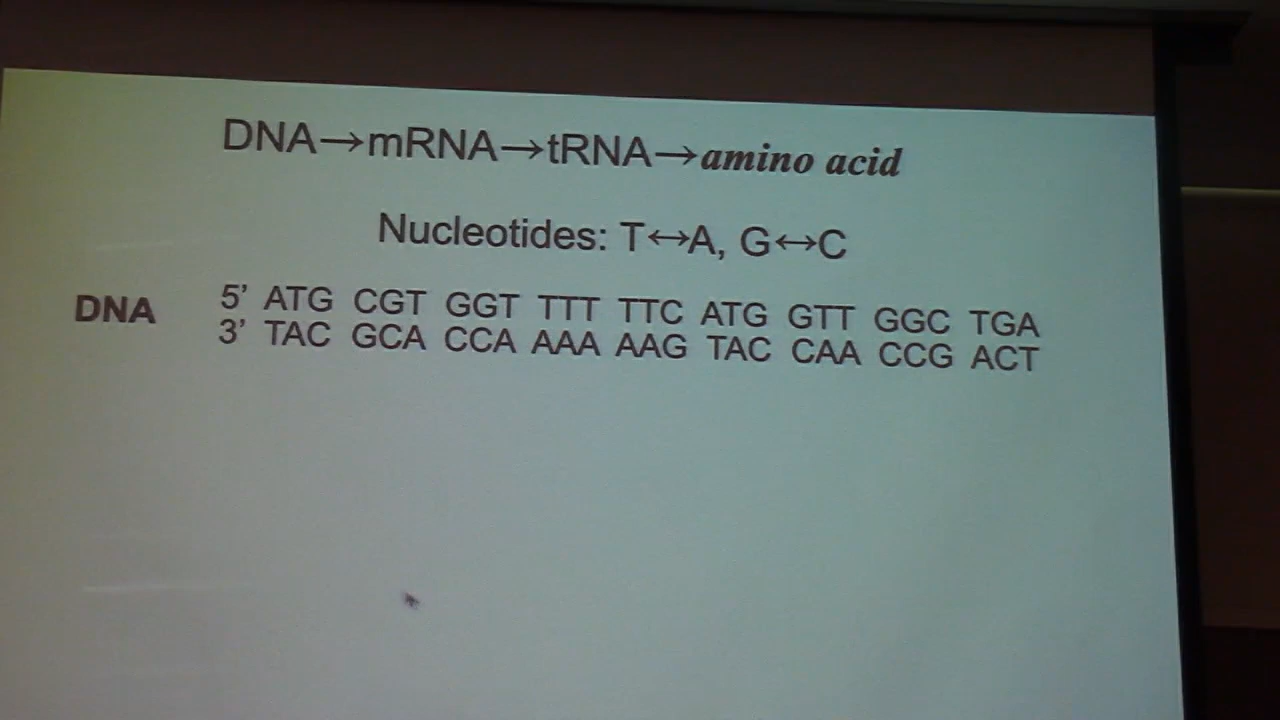 DNA→mRNA→tRNA→amino acid
Nucleotides: T↔A, G↔C
DNA
5’ ATG CGT GGT TTT TTC ATG GTT GGC TGA
3’ TAC GCA CCA AAA AAG TAC CAA CCG ACT